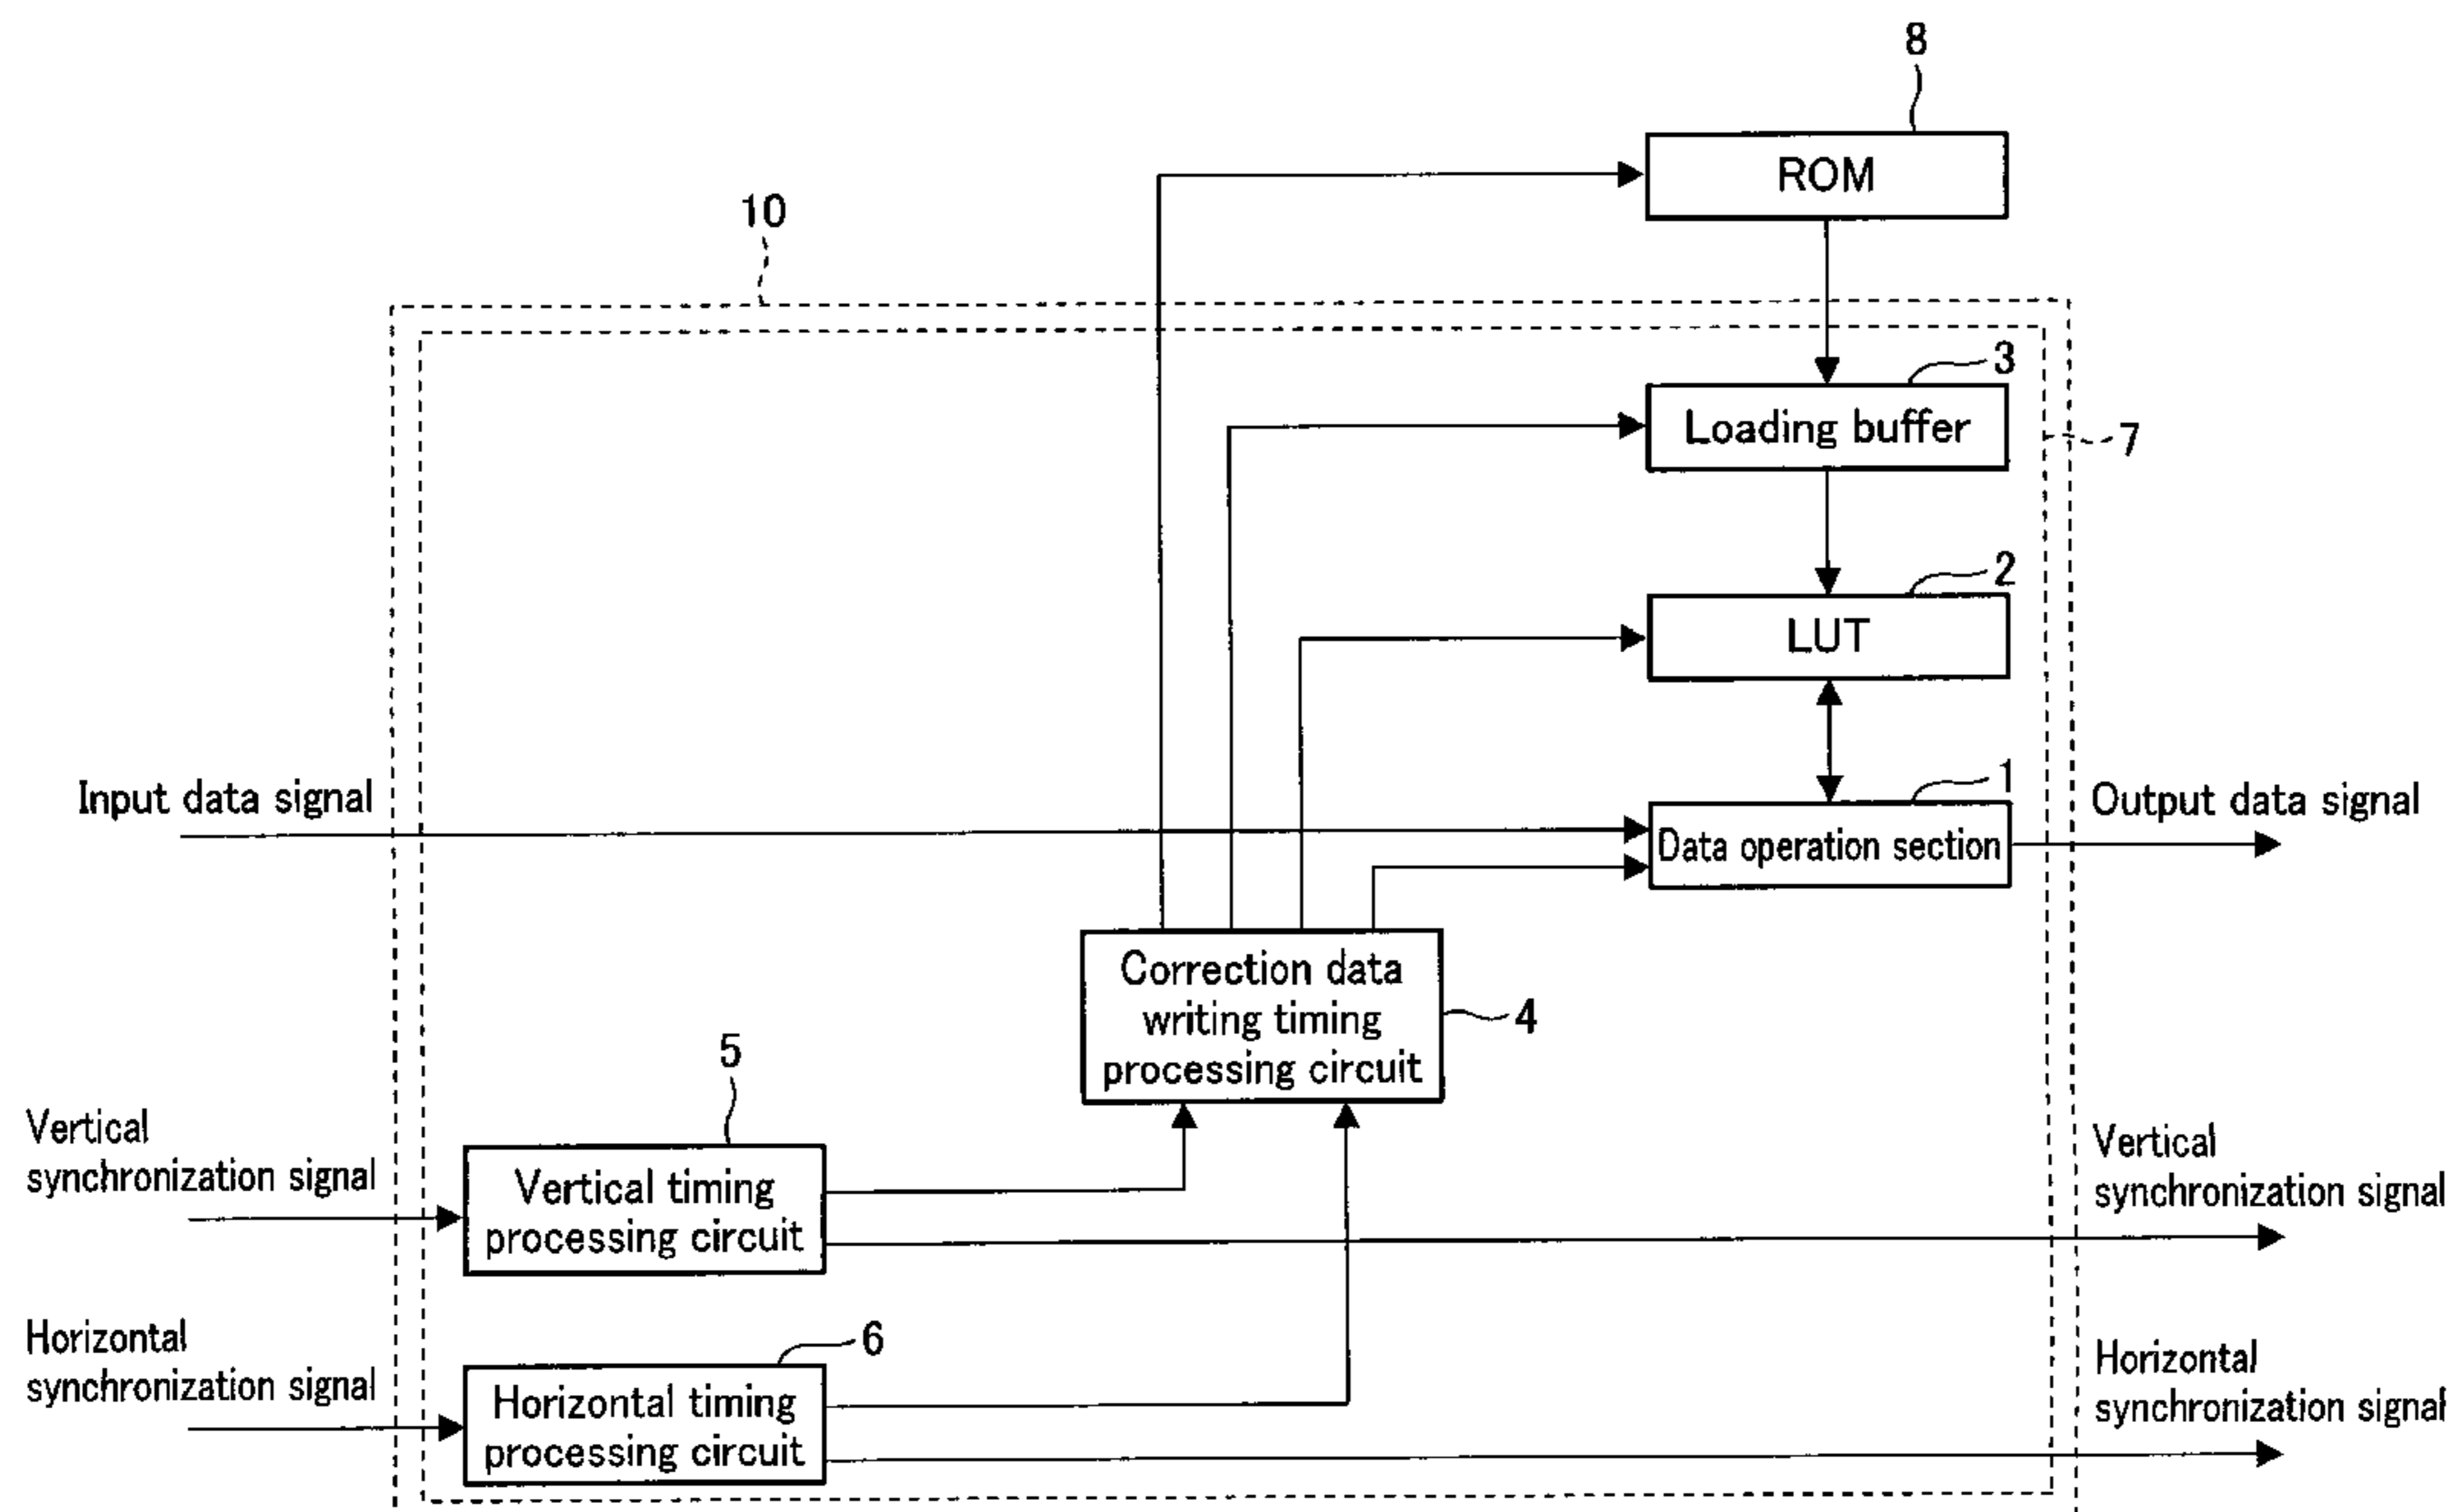 8
ROM
10
3
Loading buffer
7
2
LUT
1
Input data signal
Data operation section
Output data signal
Correction data
writing timing
processing circuit
4
5
Vertical
synchronization signal
Vertical timing
processing circuit
Vertical
synchronization signal
6
Horizontal
synchronization signal
Horizontal timing
processing circuit
Horizontal
synchronization signal